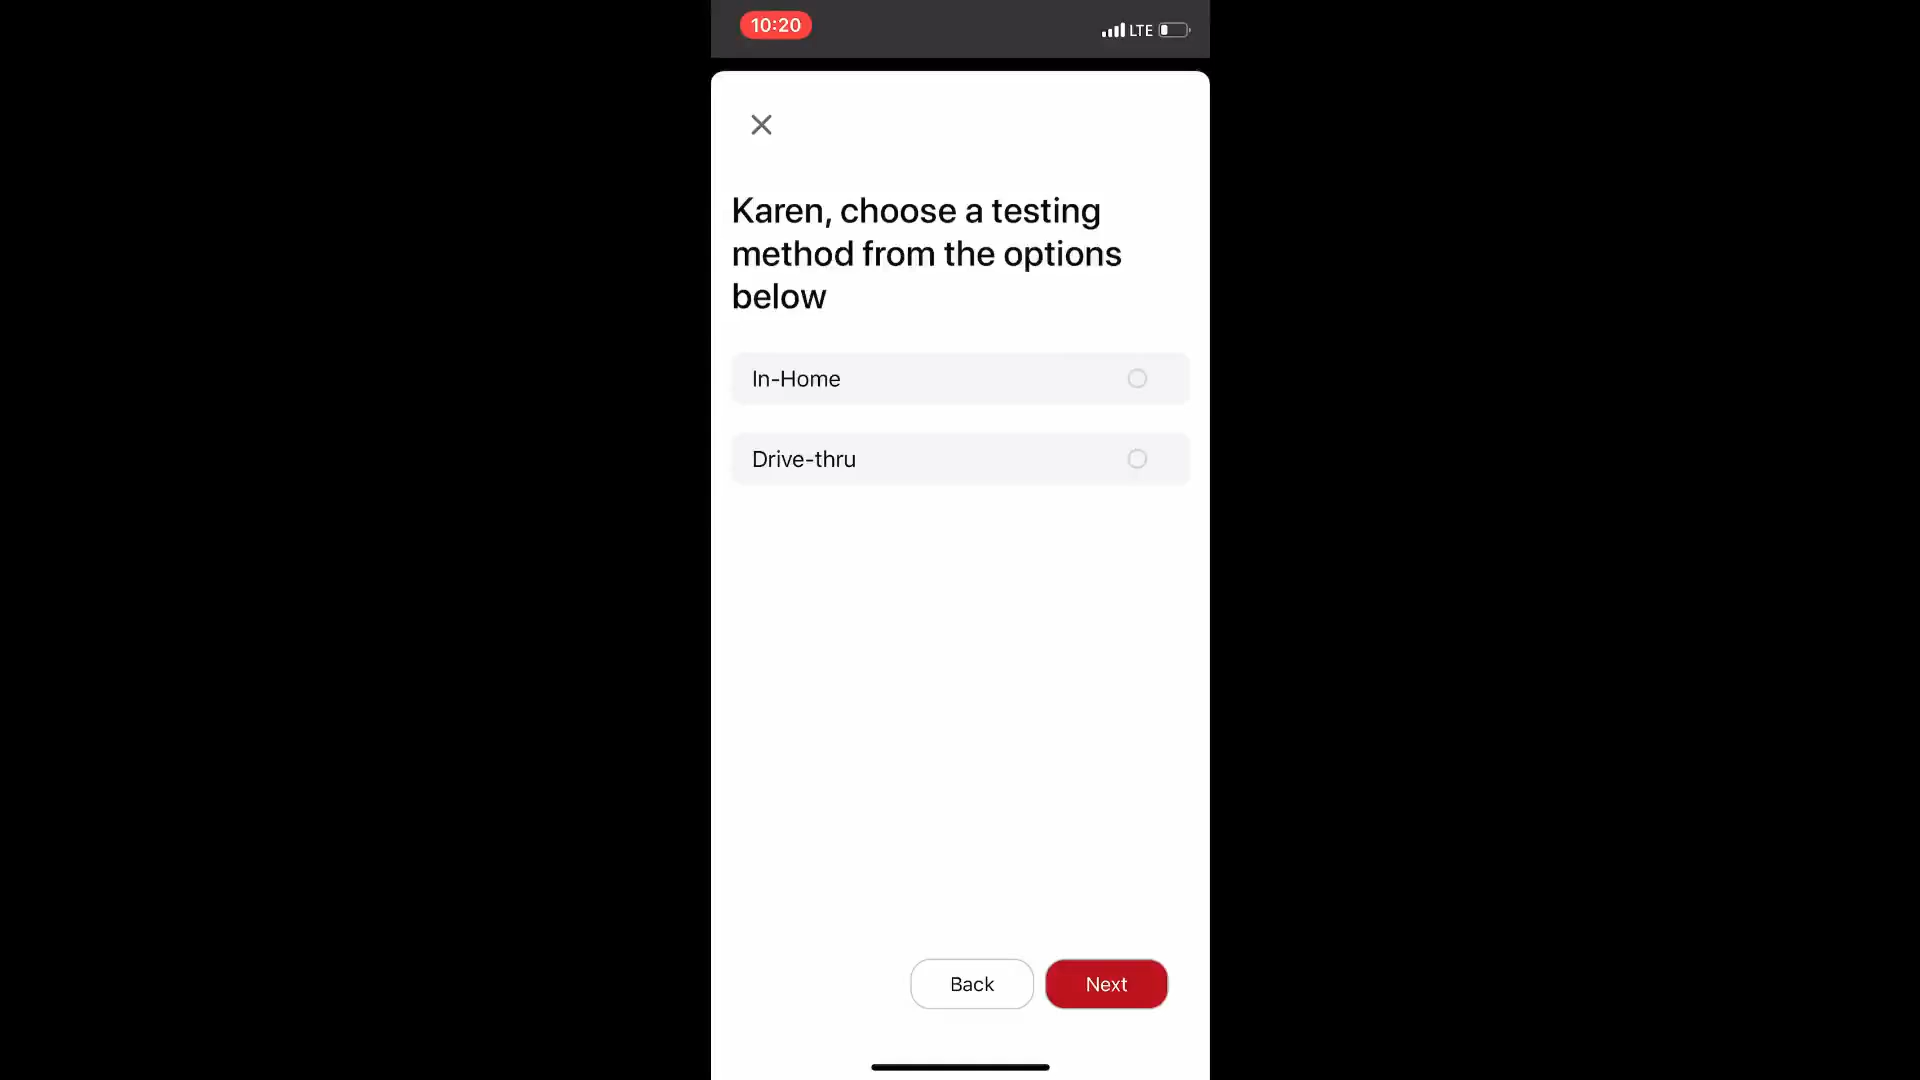 10:20
LTE
Karen, choose a testing
method from the options
below
In-Home
Drive-thru
Back
Next